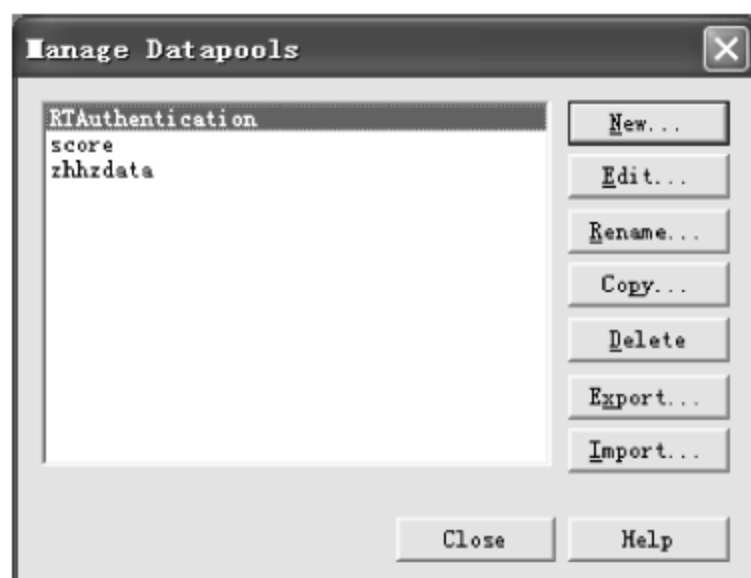 Manage Datapools
RTAuthentication
score
zhhzdata
New...
Edit...
Rename...
Copy...
Delete
Export...
Import...
Close
Help